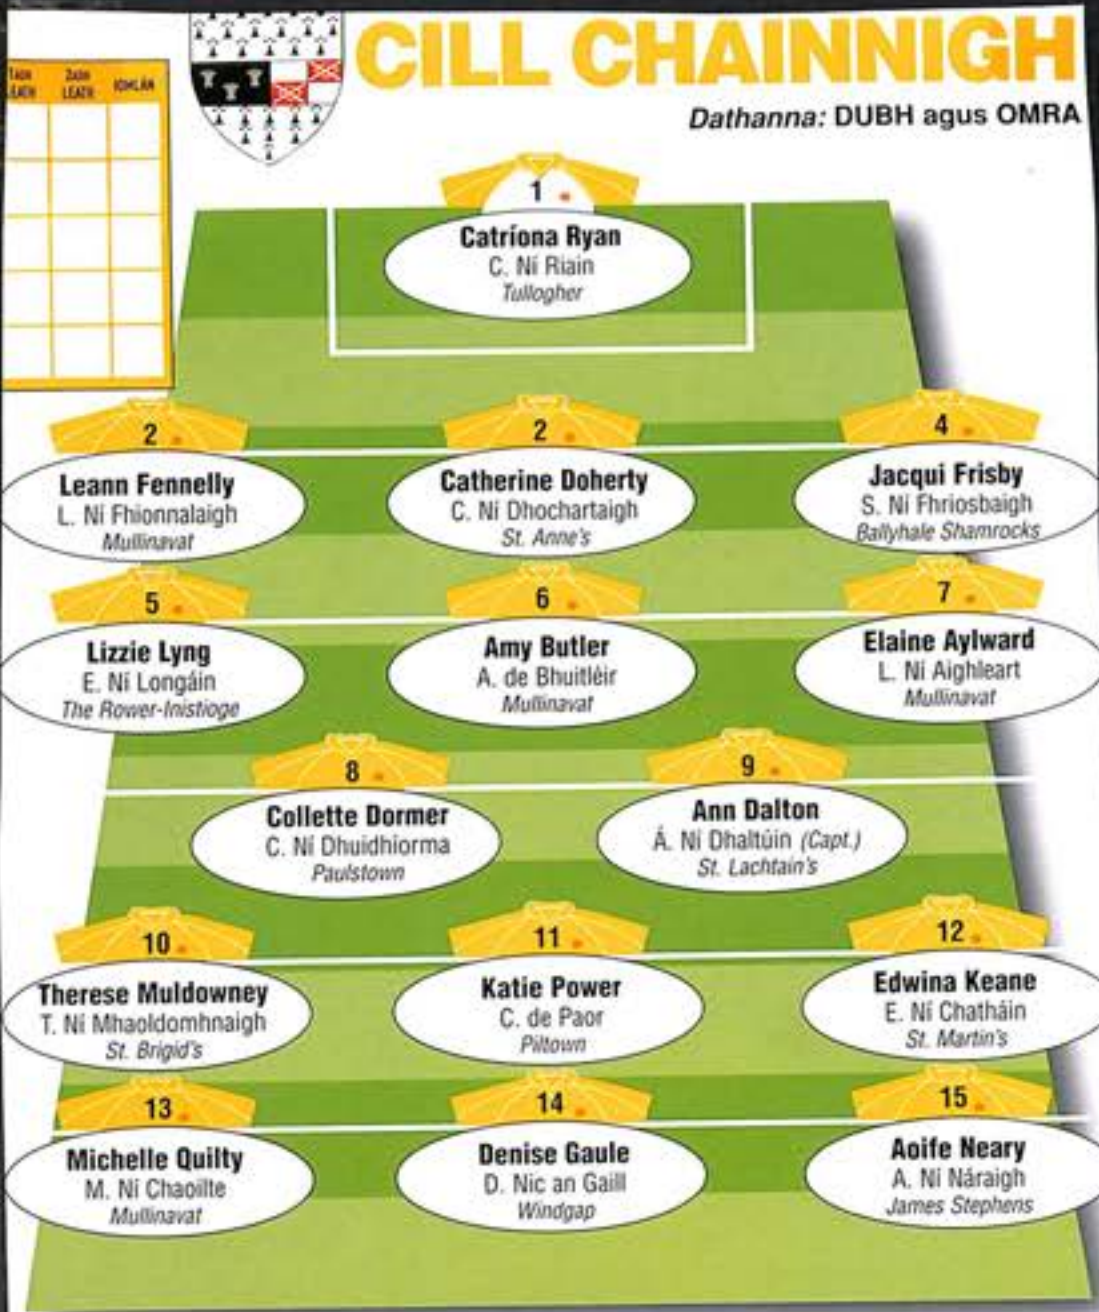 CILL CHAINNIGH
Dathanna: DUBH agus OMRA
1ADH LEATH
2ADH LEATH
IOMLÁN
1
Catríona Ryan
C. Ní Riain
Tullogher
2
Leann Fennelly
L. Ní Fhionnalaigh
Mullinavat
2
Catherine Doherty
C. Ní Dhochartaigh
St. Anne's
4
Jacqui Frisby
S. Ní Fhriosbaigh
Ballyhale Shamrocks
5
Lizzie Lyng
E. Ní Longáin
The Rower-Inistioge
6
Amy Butler
A. de Bhuitléir
Mullinavat
7
Elaine Aylward
L. Ní Aighleart
Mullinavat
8
Collette Dormer
C. Ní Dhuidhiorma
Paulstown
9
Ann Dalton
Á. Ní Dhaltúin (Capt.)
St. Lachtain's
10
Therese Muldowney
T. Ní Mhaoldomhnaigh
St. Brigid's
11
Katie Power
C. de Paor
Piltown
12
Edwina Keane
E. Ní Chatháin
St. Martin's
13
Michelle Quilty
M. Ní Chaoilte
Mullinavat
14
Denise Gaule
D. Nic an Gaill
Windgap
15
Aoife Neary
A. Ní Náraigh
James Stephens